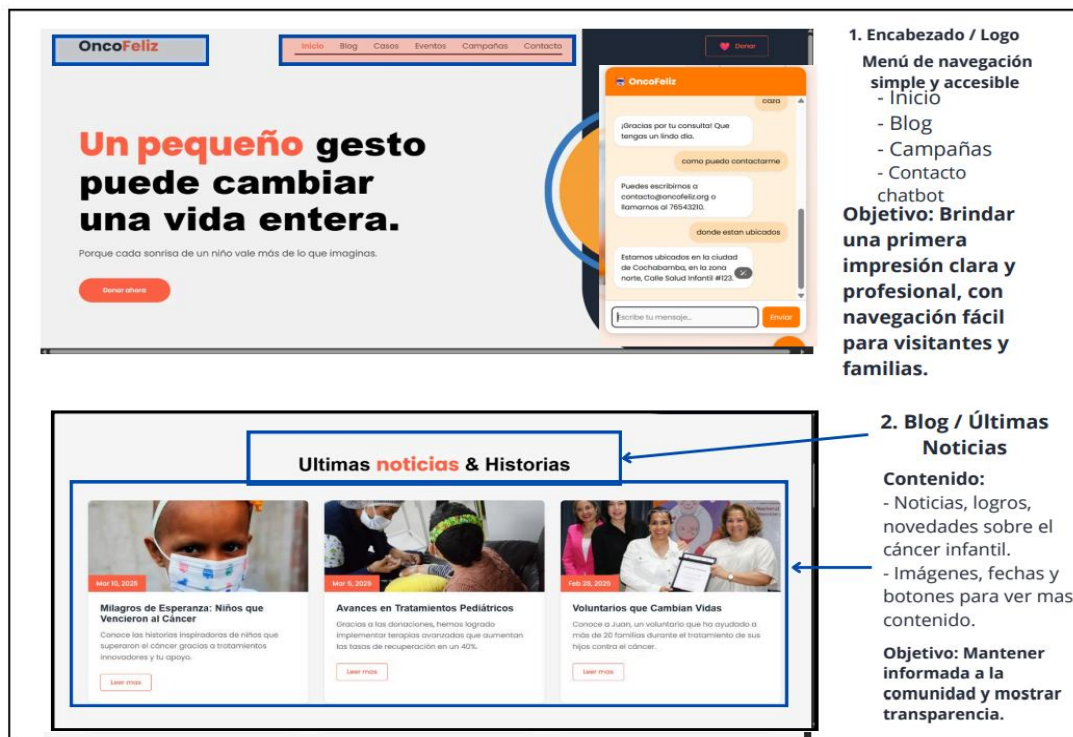 OncoFeliz
Inicio Blog Casos Eventos Campañas Contacto
Donar
Un pequeño gesto
puede cambiar
una vida entera.
Porque cada sonrisa de un niño vale más de lo que imaginas.
Donar ahora
OncoFeliz
cara
¡Gracias por tu consulta! Que
tengas un lindo día.
como puedo contactarme
Puedes escribirnos a
contacto@oncofeliz.org o
llamarnos al 76543210.
donde estan ubicados
Estamos ubicados en la ciudad
de Cochabamba, en la zona
norte, Calle Salud Infantil #123.
Escribe tu mensaje...
Enviar
1. Encabezado / Logo
Menú de navegación
simple y accesible
- Inicio
- Blog
- Campañas
- Contacto
chatbot
Objetivo: Brindar
una primera
impresión clara y
profesional, con
navegación fácil
para visitantes y
familias.
Ultimas noticias & Historias
Mar 10, 2025
Milagros de Esperanza: Niños que
Vencieron al Cáncer
Conoce las historias inspiradoras de niños que
superaron el cáncer gracias a tratamientos
innovadores y tu apoyo.
Leer mas
Mar 5, 2025
Avances en Tratamientos Pediátricos
Gracias a las donaciones, hemos logrado
implementar terapias avanzadas que aumentan
las tasas de recuperación en un 40%.
Leer mas
Feb 28, 2025
Voluntarios que Cambian Vidas
Conoce a Juan, un voluntario que ha ayudado a
más de 20 familias durante el tratamiento de sus
hijos contra el cáncer.
Leer mas
2. Blog / Últimas
Noticias
Contenido:
- Noticias, logros,
novedades sobre el
cáncer infantil.
- Imágenes, fechas y
botones para ver mas
contenido.
Objetivo: Mantener
informada a la
comunidad y mostrar
transparencia.